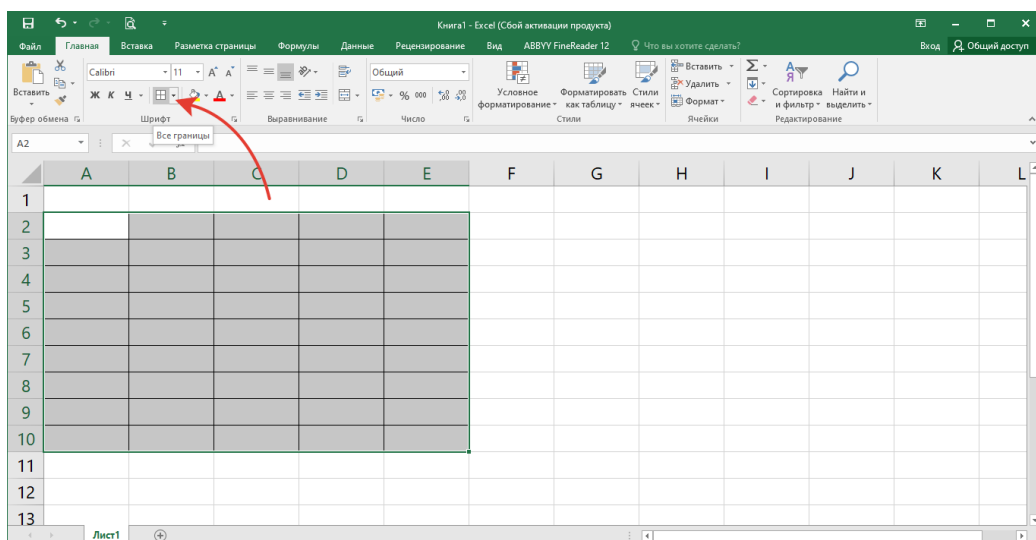 Книга1 - Excel (Сбой активации продукта)
Файл Главная Вставка Разметка страницы Формулы Данные Рецензирование Вид ABBYY FineReader 12 Что вы хотите сделать? Вход Общий доступ
Вставить
Calibri 11
Ж К Ч
Общий
% 000
Условное форматирование
Форматировать как таблицу
Стили ячеек
Вставить
Удалить
Формат
Сортировка и фильтр
Найти и выделить
Буфер обмена Шрифт Выравнивание Число Стили Ячейки Редактирование
Все границы
A2
A B C D E F G H I J K L
1
2
3
4
5
6
7
8
9
10
11
12
13
Лист1